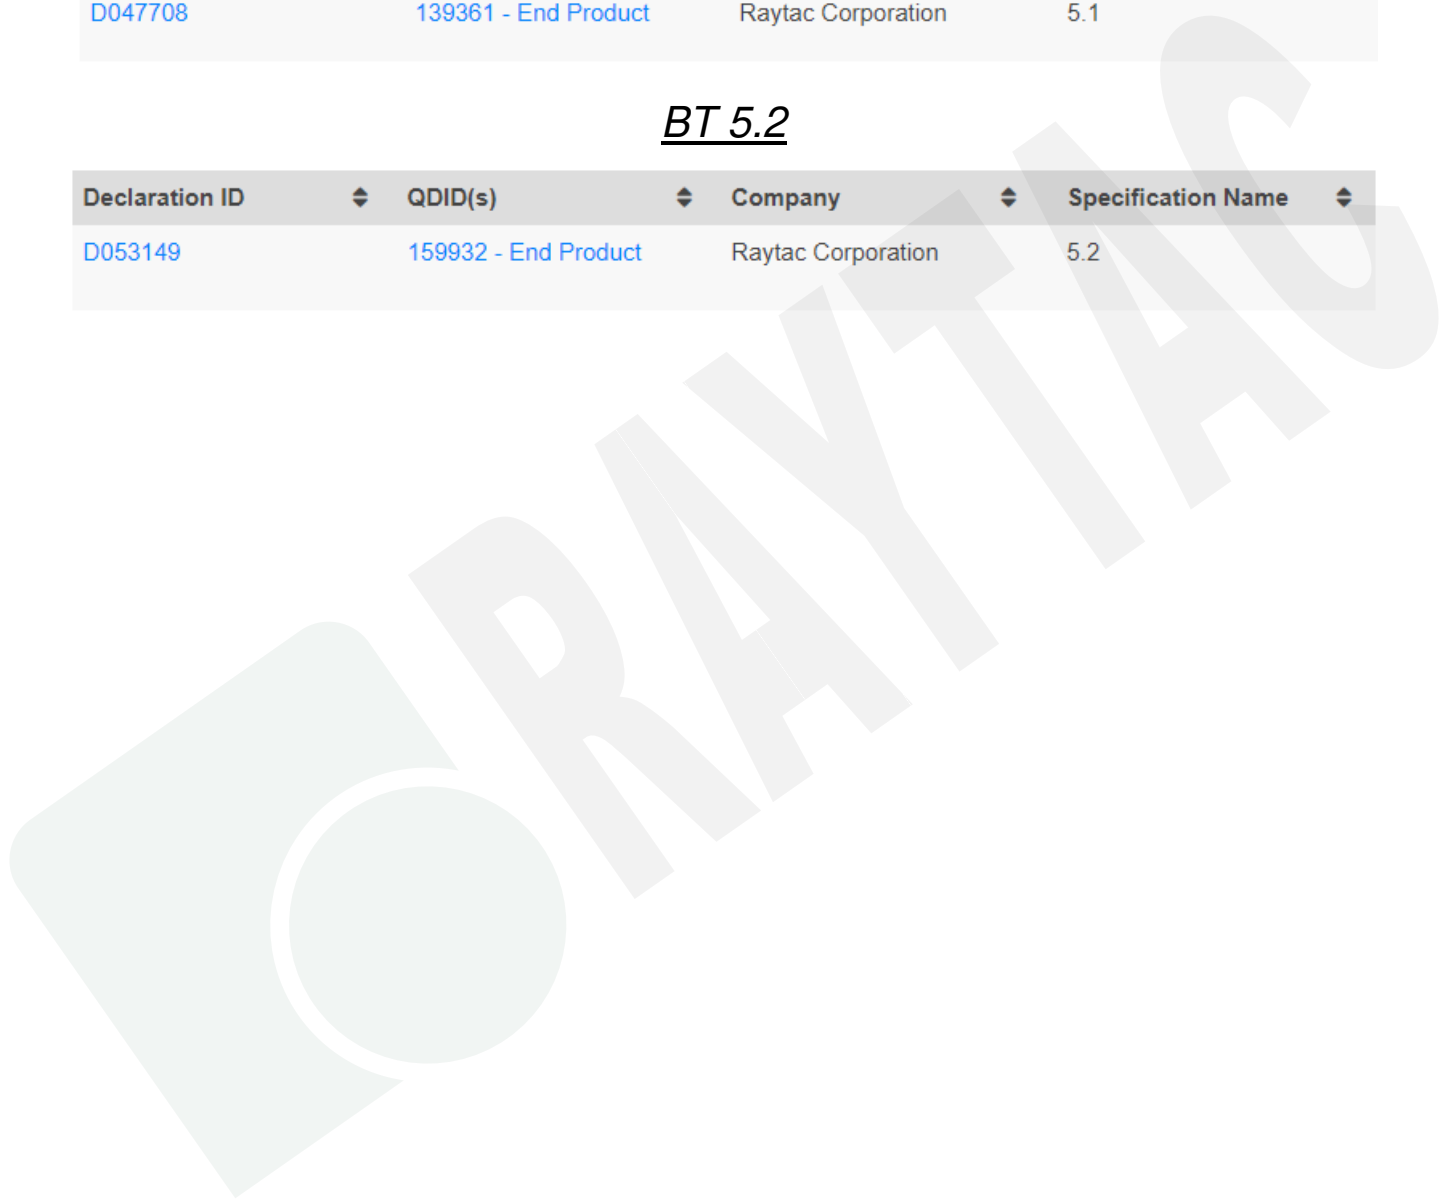 D047708 139361 - End Product Raytac Corporation 5.1
BT 5.2
Declaration ID QDID(s) Company Specification Name
D053149 159932 - End Product Raytac Corporation 5.2
RAYTAC